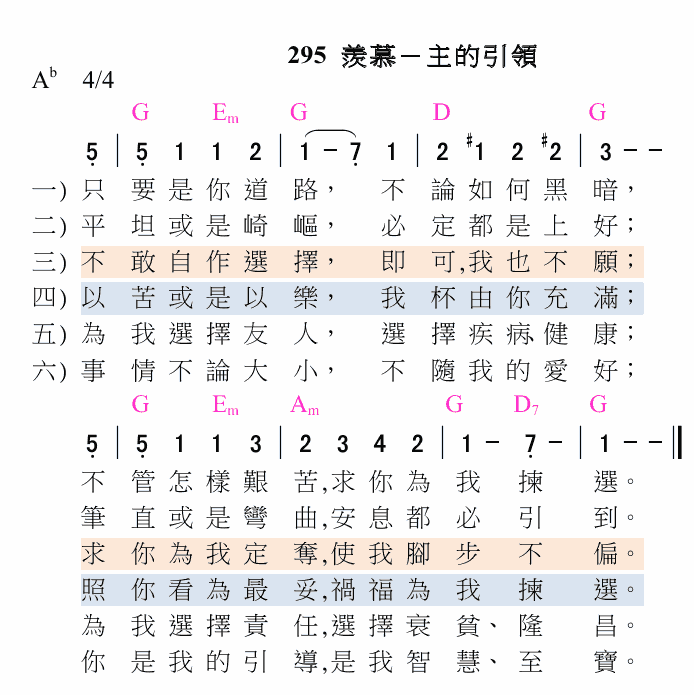 295 羨慕－主的引領
A♭ 4/4
G Em G D G
5 | 5 1 1 2 | 1 － 7 1 | 2 #1 2 #2 | 3 － －
一) 只要是你道路，不論如何黑暗，
二) 平坦或是崎嶇，必定都是上好；
三) 不敢自作選擇，即可,我也不願；
四) 以苦或是以樂，我杯由你充滿；
五) 為我選擇友人，選擇疾病、健康；
六) 事情不論大小，不隨我的愛好；
G Em Am G D7 G
5 | 5 1 1 3 | 2 3 4 2 | 1 － 7 － | 1 － － ‖
不管怎樣艱苦,求你為我揀選。
筆直或是彎曲,安息都必引到。
求你為我定奪,使我腳步不偏。
照你看為最妥,禍福為我揀選。
為我選擇責任,選擇衰貧、隆昌。
你是我的引導,是我智慧、至寶。